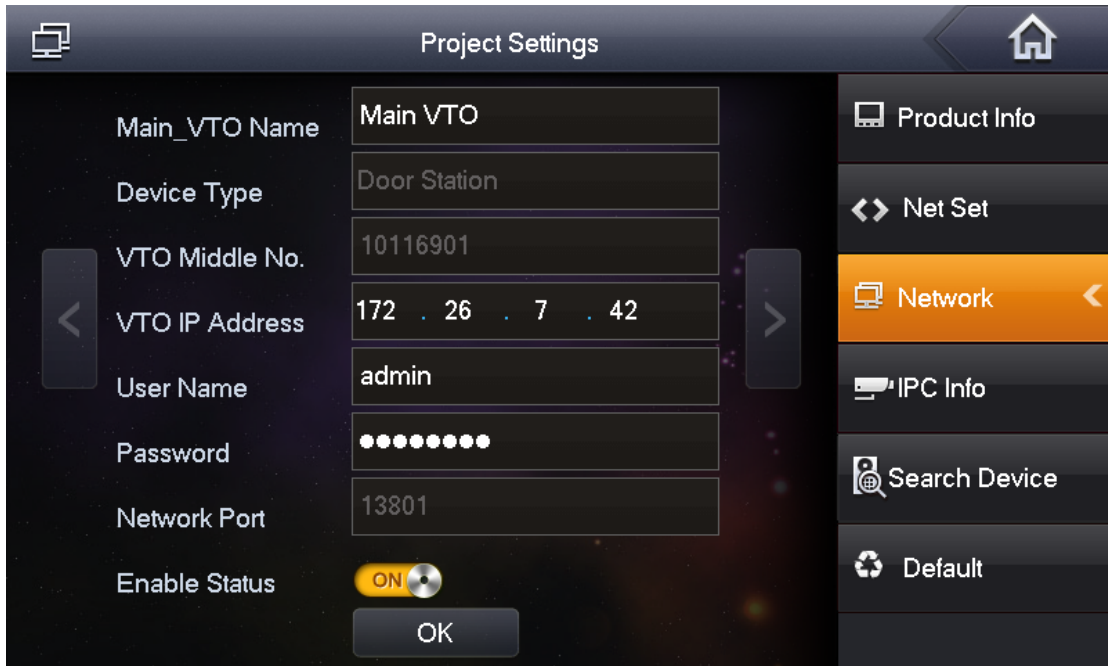 Project Settings
Main_VTO Name
Main VTO
Device Type
Door Station
VTO Middle No.
10116901
VTO IP Address
172 . 26 . 7 . 42
User Name
admin
Password
●●●●●●●●
Network Port
13801
Enable Status
ON
OK
Product Info
Net Set
Network
IPC Info
Search Device
Default